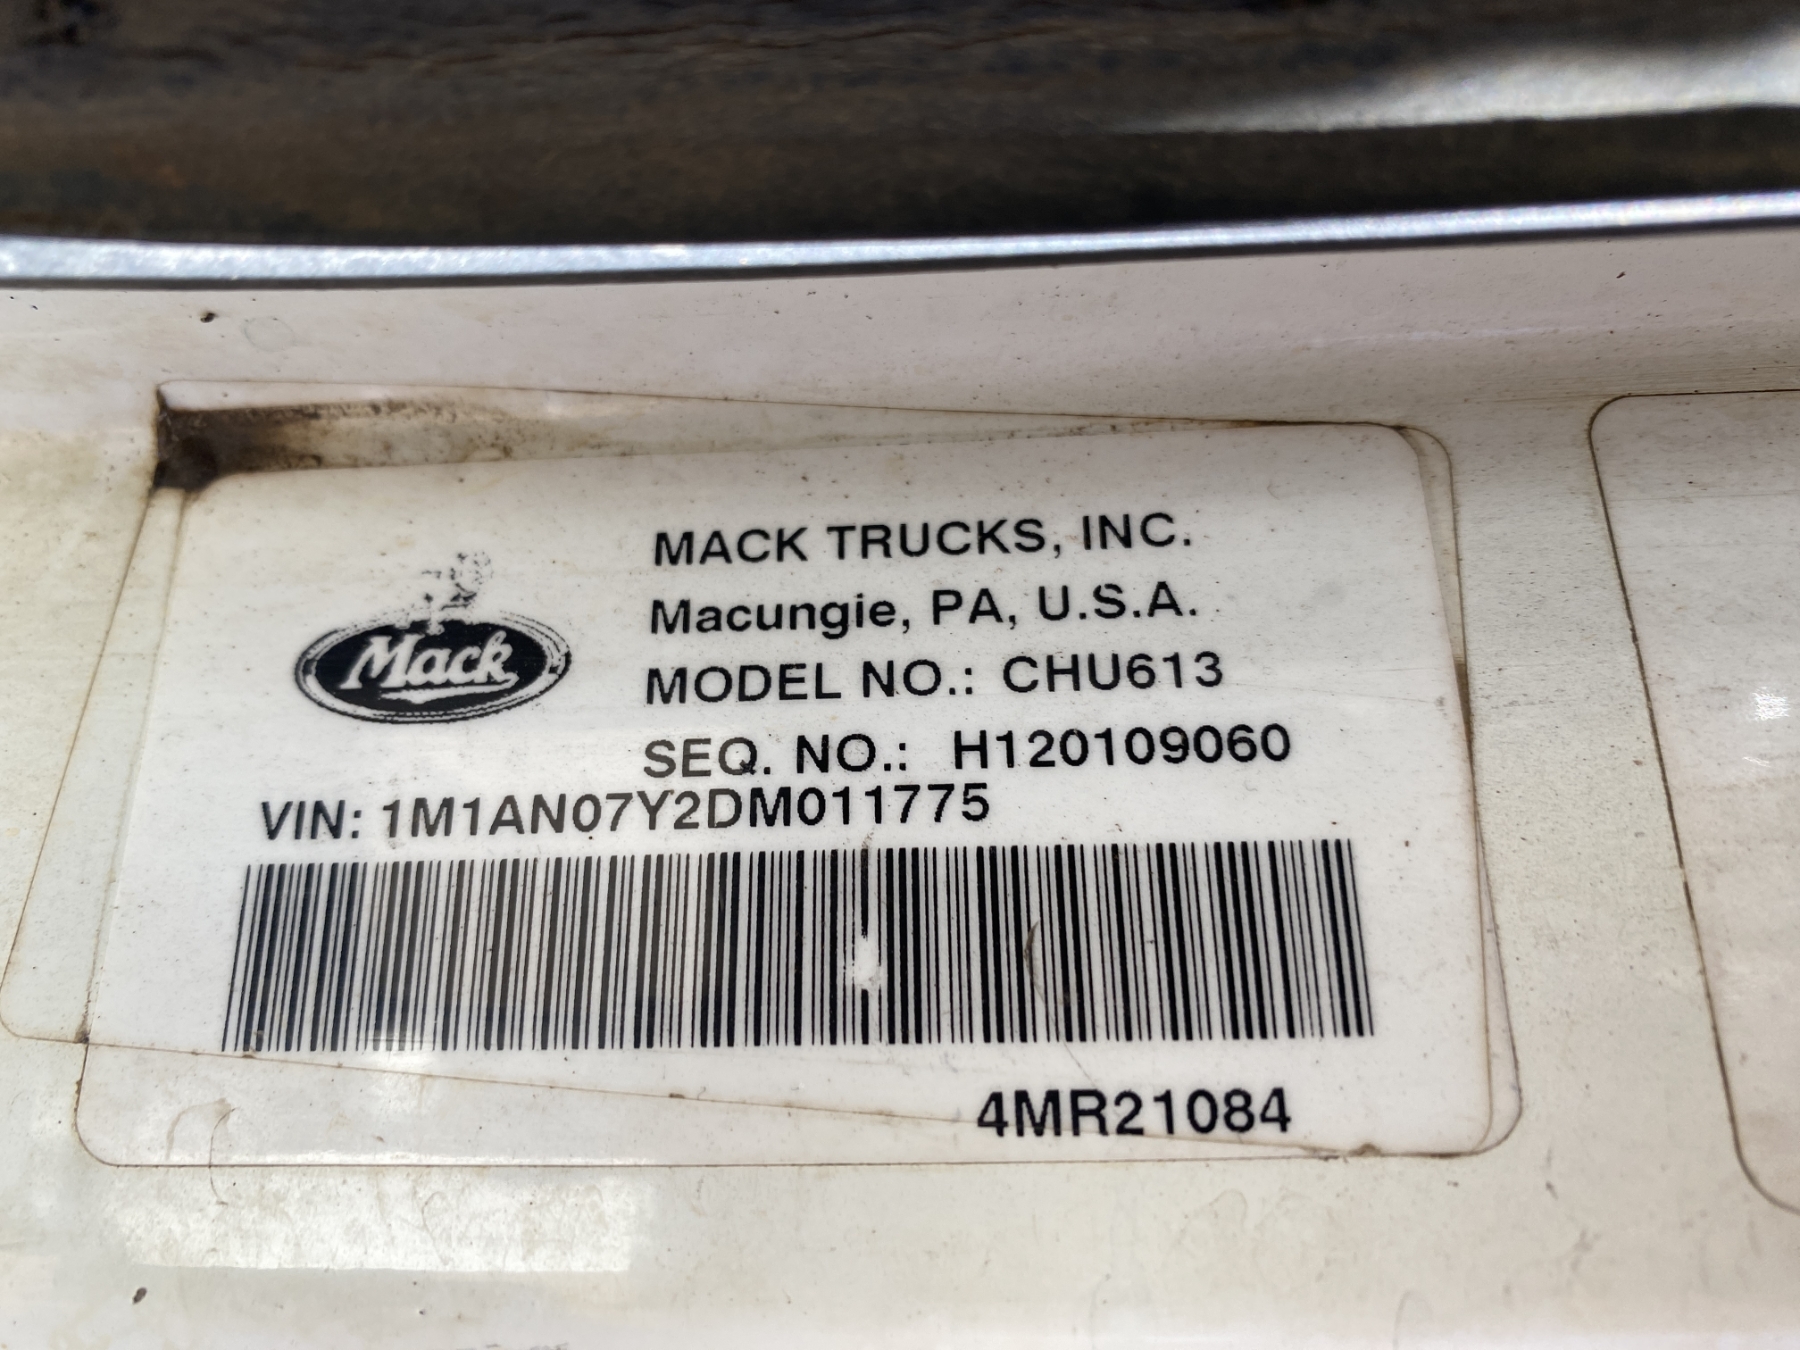 MACK TRUCKS, INC.
Macungie, PA, U.S.A.
Mack
MODEL NO.: CHU613
SEQ. NO.: H120109060
VIN: 1M1AN07Y2DM011775
4MR21084